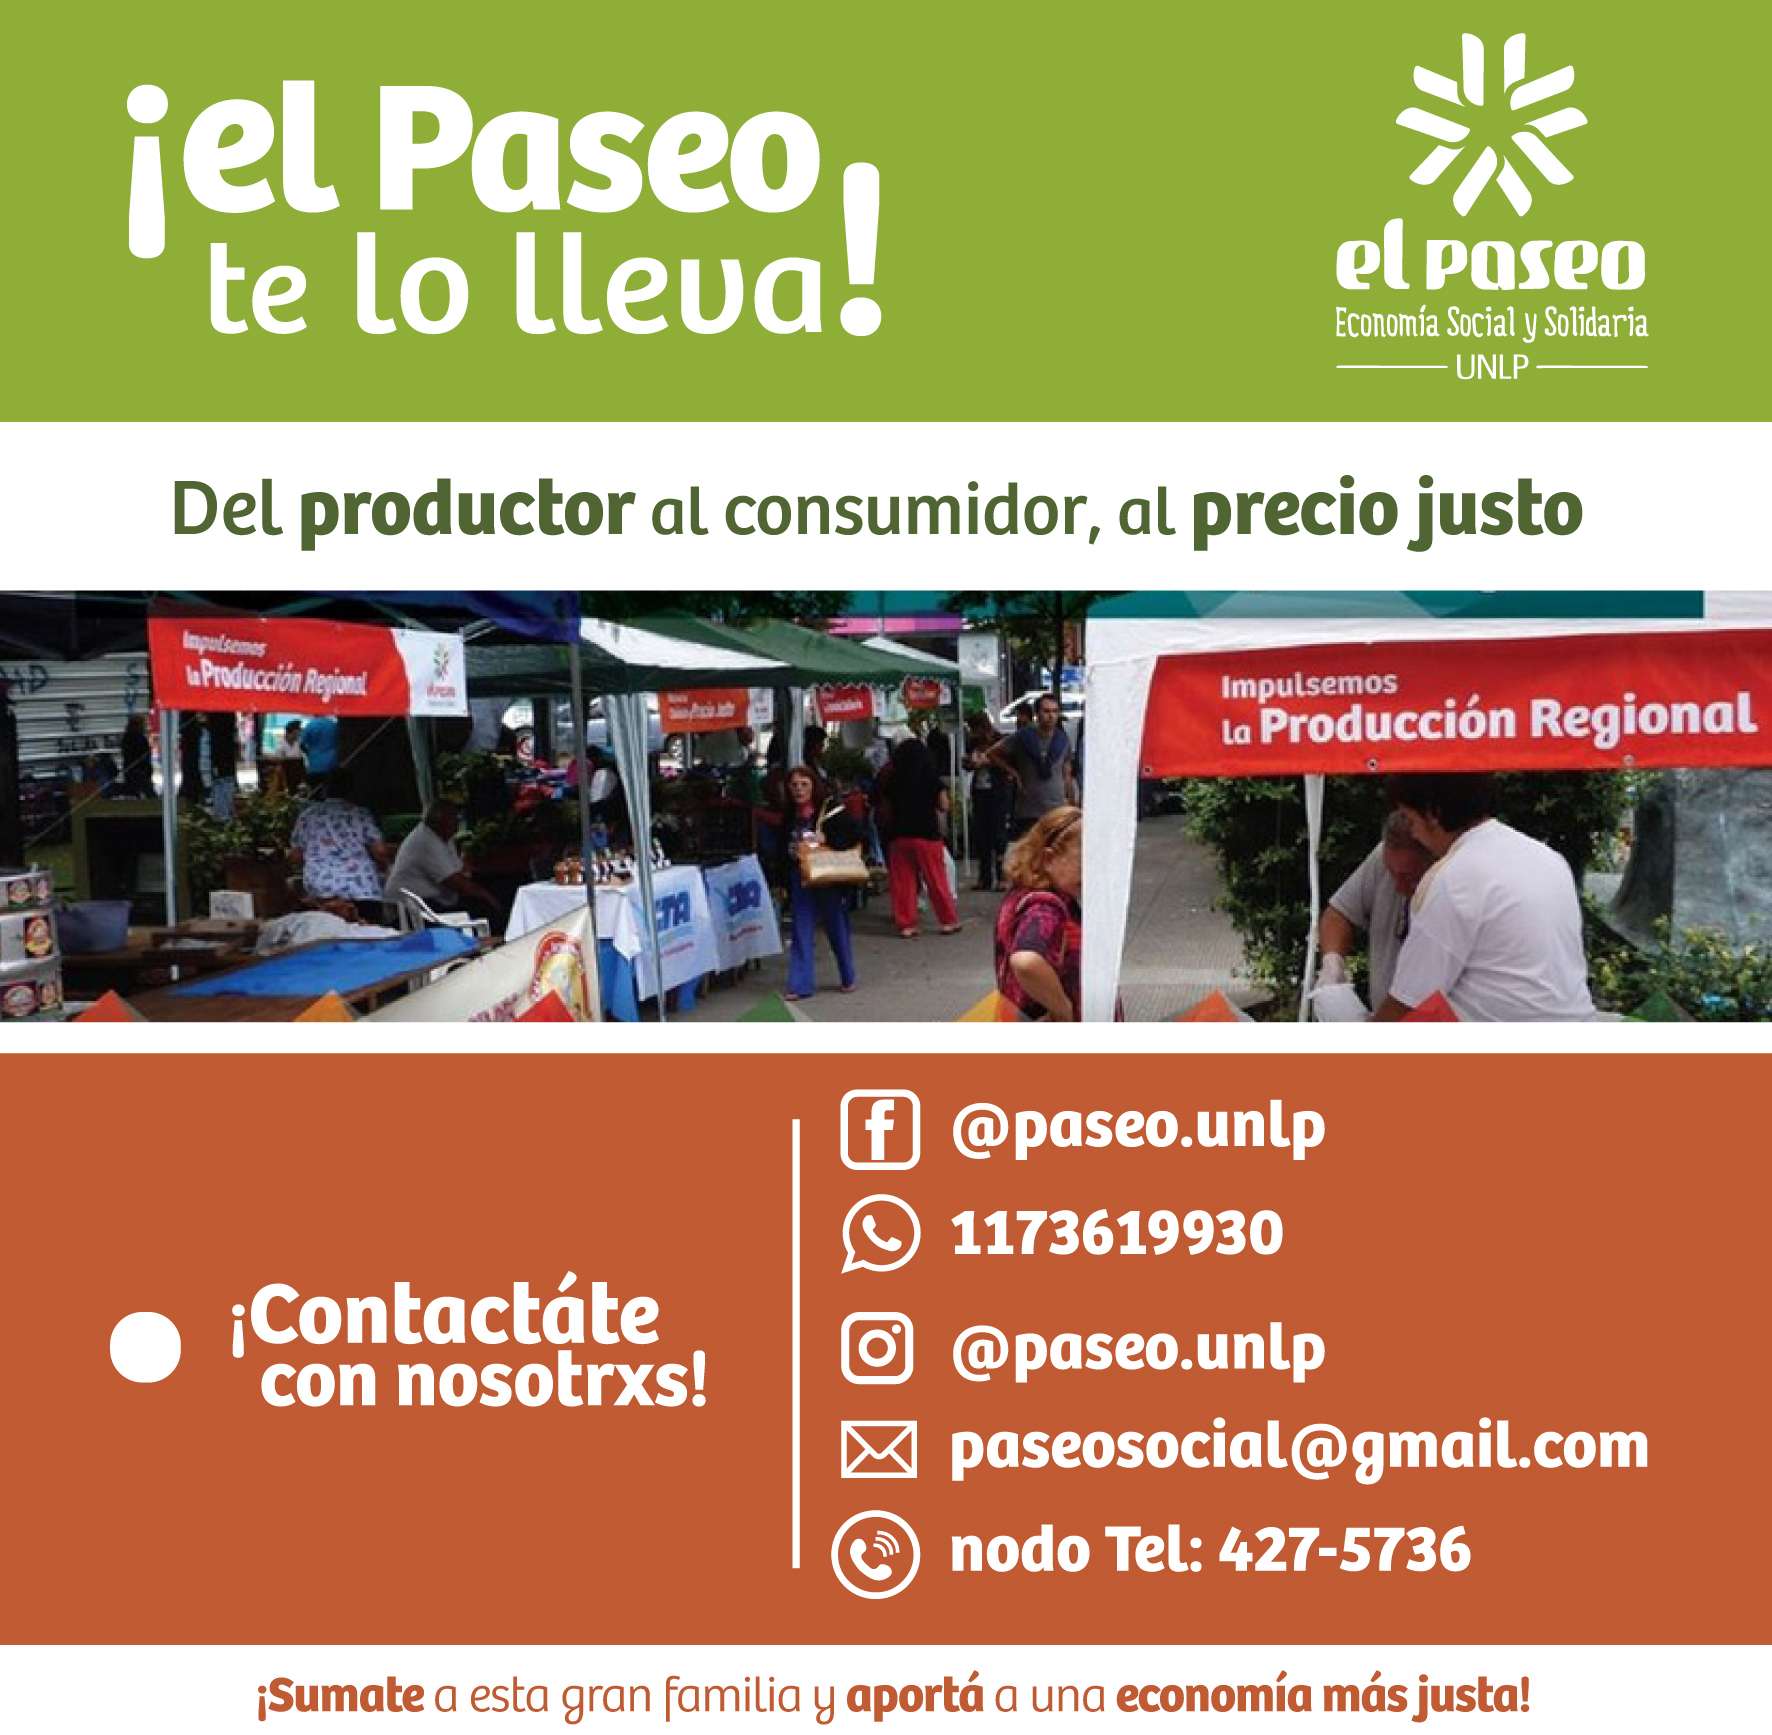 ¡el Paseo
te lo lleva!
el paseo
Economía Social y Solidaria
UNLP
Del productor al consumidor, al precio justo
Impulsemos
la Producción Regional
Impulsemos
la Producción Regional
¡Contactáte
con nosotrxs!
@paseo.unlp
1173619930
@paseo.unlp
paseosocial@gmail.com
nodo Tel: 427-5736
¡Sumate a esta gran familia y aportá a una economía más justa!